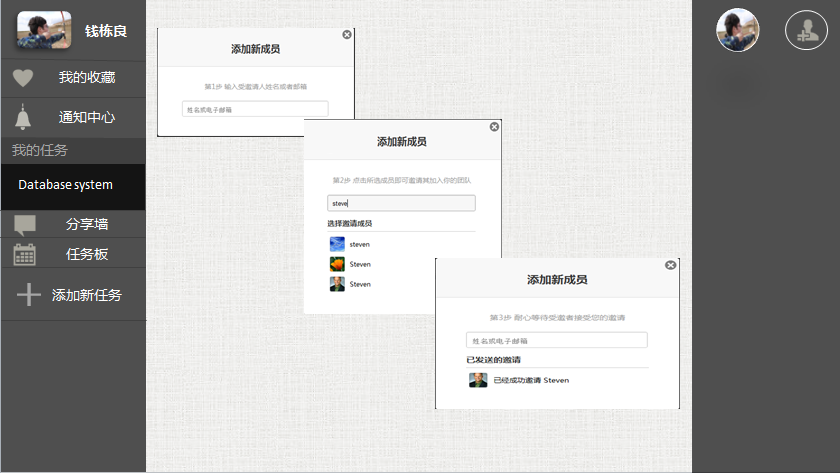 钱栋良
我的收藏
通知中心
我的任务
Database system
分享墙
任务板
添加新任务
添加新成员
第1步 输入受邀请人姓名或者邮箱
姓名或电子邮箱
添加新成员
第2步 点击所选成员即可邀请其加入你的团队
steve
选择邀请成员
steven
Steven
Steven
添加新成员
第3步 耐心等待受邀者接受您的邀请
姓名或电子邮箱
已发送的邀请
已经成功邀请 Steven